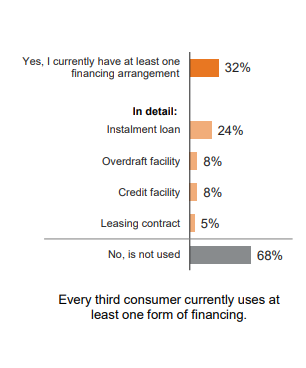 Yes, I currently have at least one
financing arrangement
32%
In detail:
Instalment loan
24%
Overdraft facility
8%
Credit facility
8%
Leasing contract
5%
No, is not used
68%
Every third consumer currently uses at
least one form of financing.